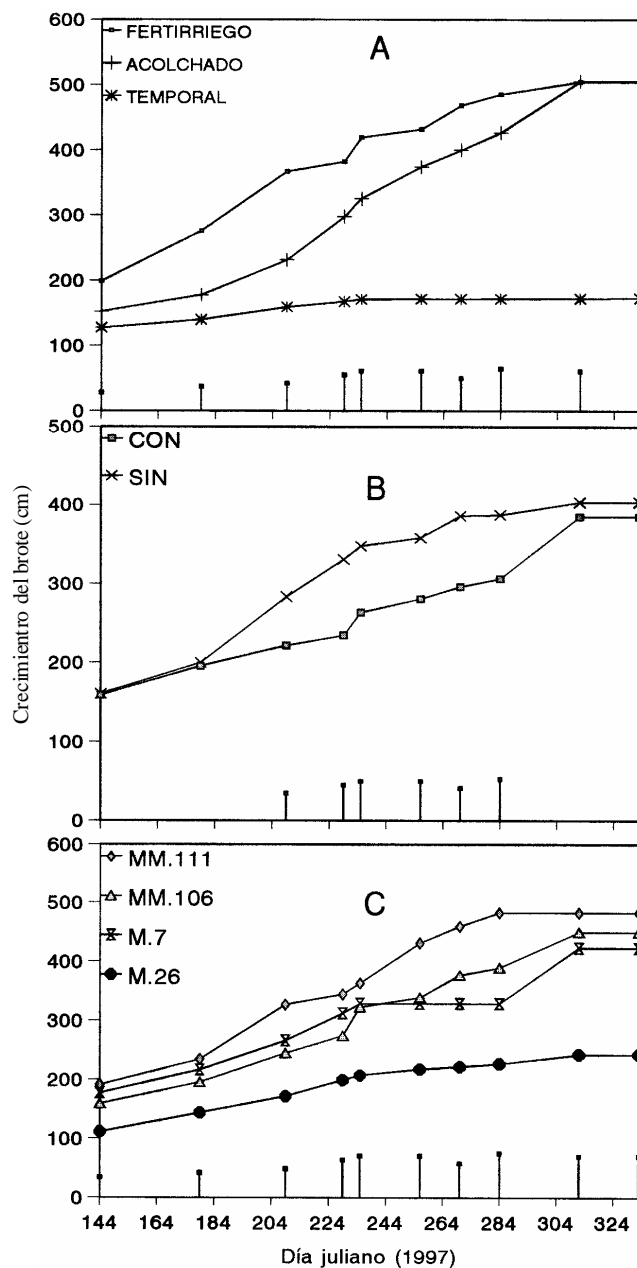 600
500
400
300
200
100
0
FERTIRRIEGO
ACOLCHADO
TEMPORAL
A
500
400
300
200
100
0
CON
SIN
B
Crecimientro del brote (cm)
600
500
400
300
200
100
0
MM.111
MM.106
M.7
M.26
C
144 164 184 204 224 244 264 284 304 324
Día juliano (1997)